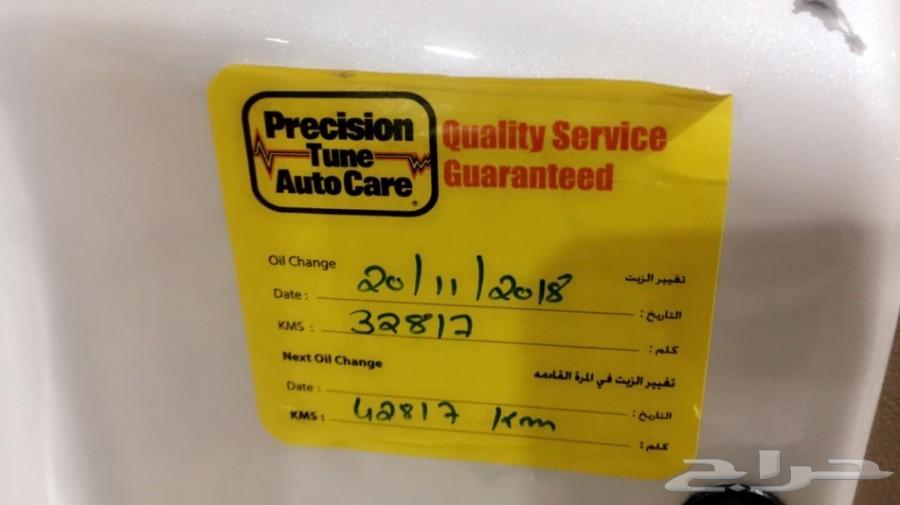 Precision
Tune
Auto Care
Quality Service
Guaranteed
Oil Change تغيير الزيت
Date : 20/11/2018 التاريخ :
KMS : 32817 كلم :
Next Oil Change تغيير الزيت في المرة القادمه
Date : التاريخ :
KMS : 42817 km كلم :
حراج